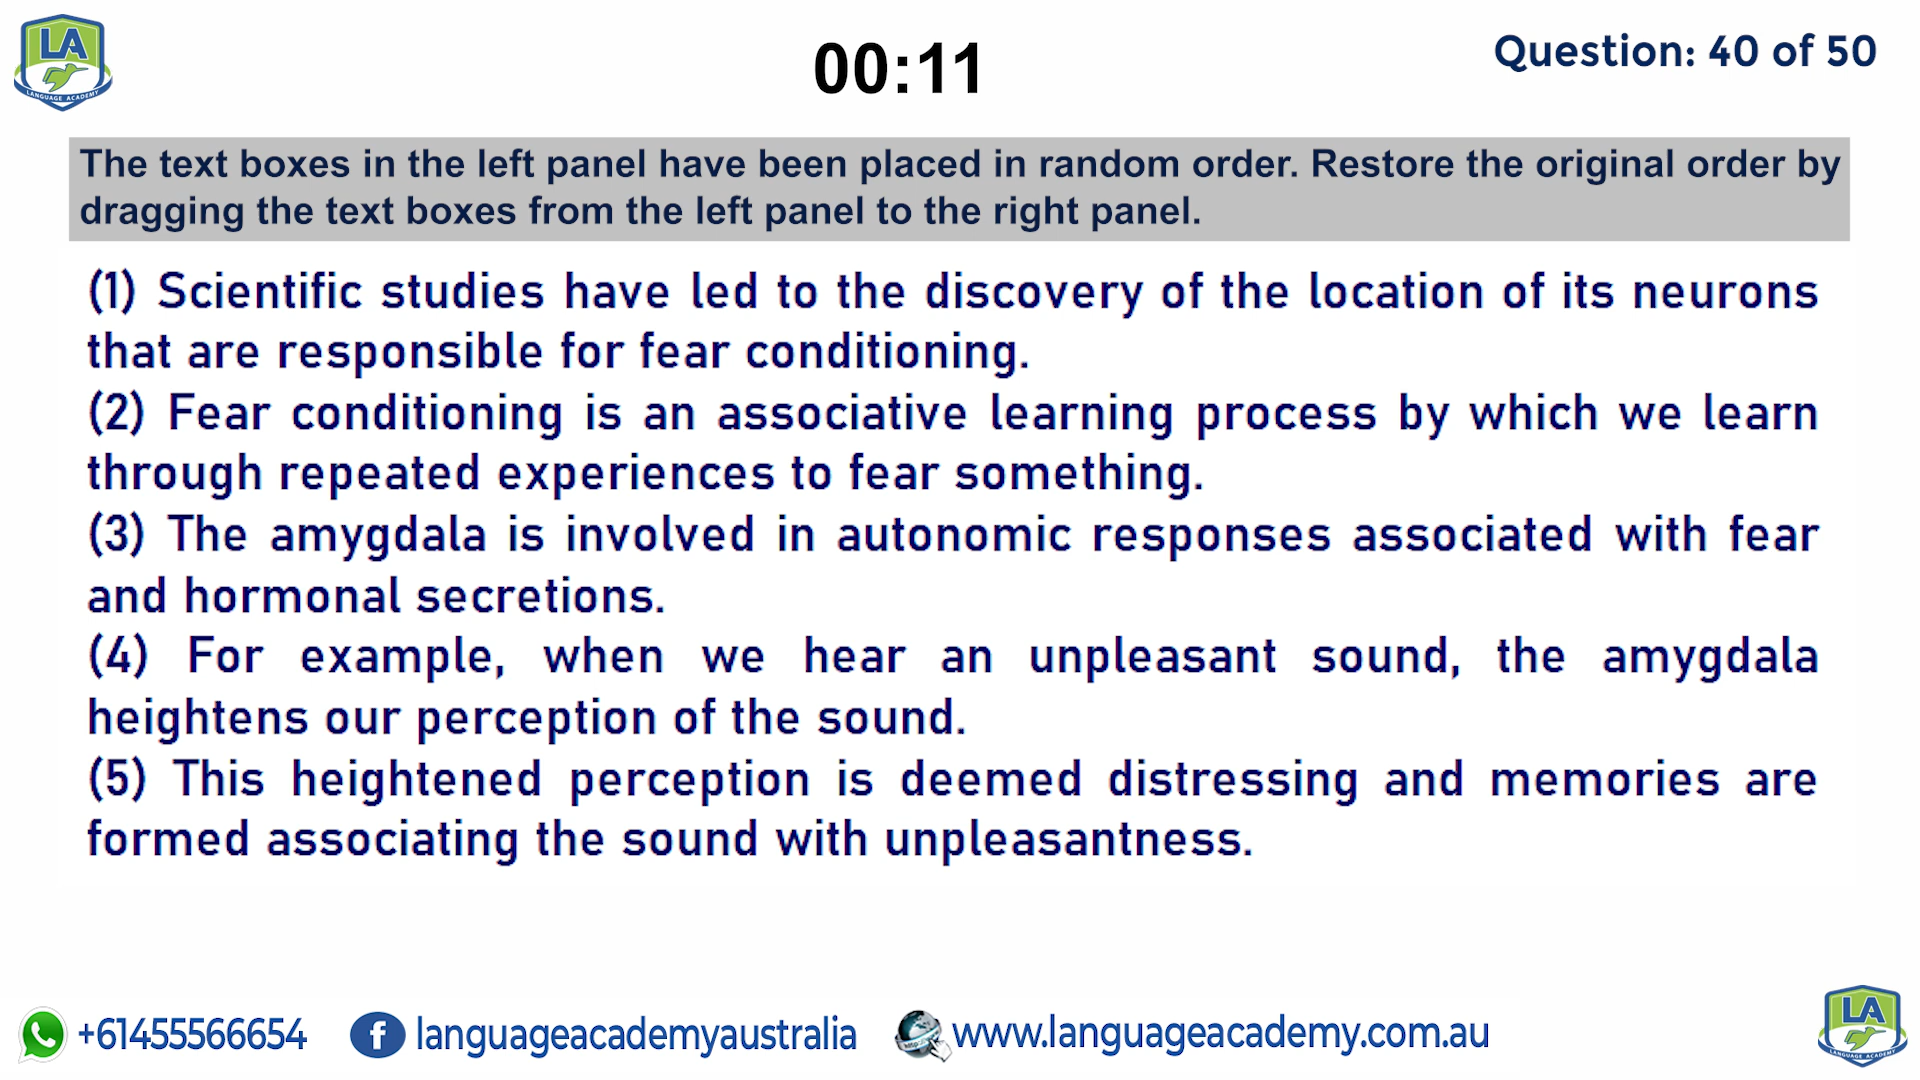 LA
LANGUAGE ACADEMY
00:11
Question: 40 of 50
The text boxes in the left panel have been placed in random order. Restore the original order by
dragging the text boxes from the left panel to the right panel.
(1) Scientific studies have led to the discovery of the location of its neurons
that are responsible for fear conditioning.
(2) Fear conditioning is an associative learning process by which we learn
through repeated experiences to fear something.
(3) The amygdala is involved in autonomic responses associated with fear
and hormonal secretions.
(4) For example, when we hear an unpleasant sound, the amygdala
heightens our perception of the sound.
(5) This heightened perception is deemed distressing and memories are
formed associating the sound with unpleasantness.
+61455566654
f languageacademyaustralia
www.languageacademy.com.au
LA
LANGUAGE ACADEMY